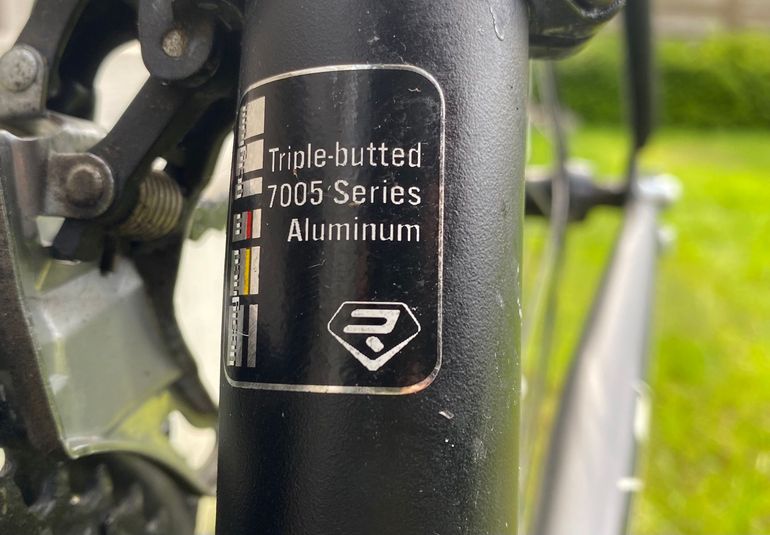 Triple-butted
7005 Series
Aluminum